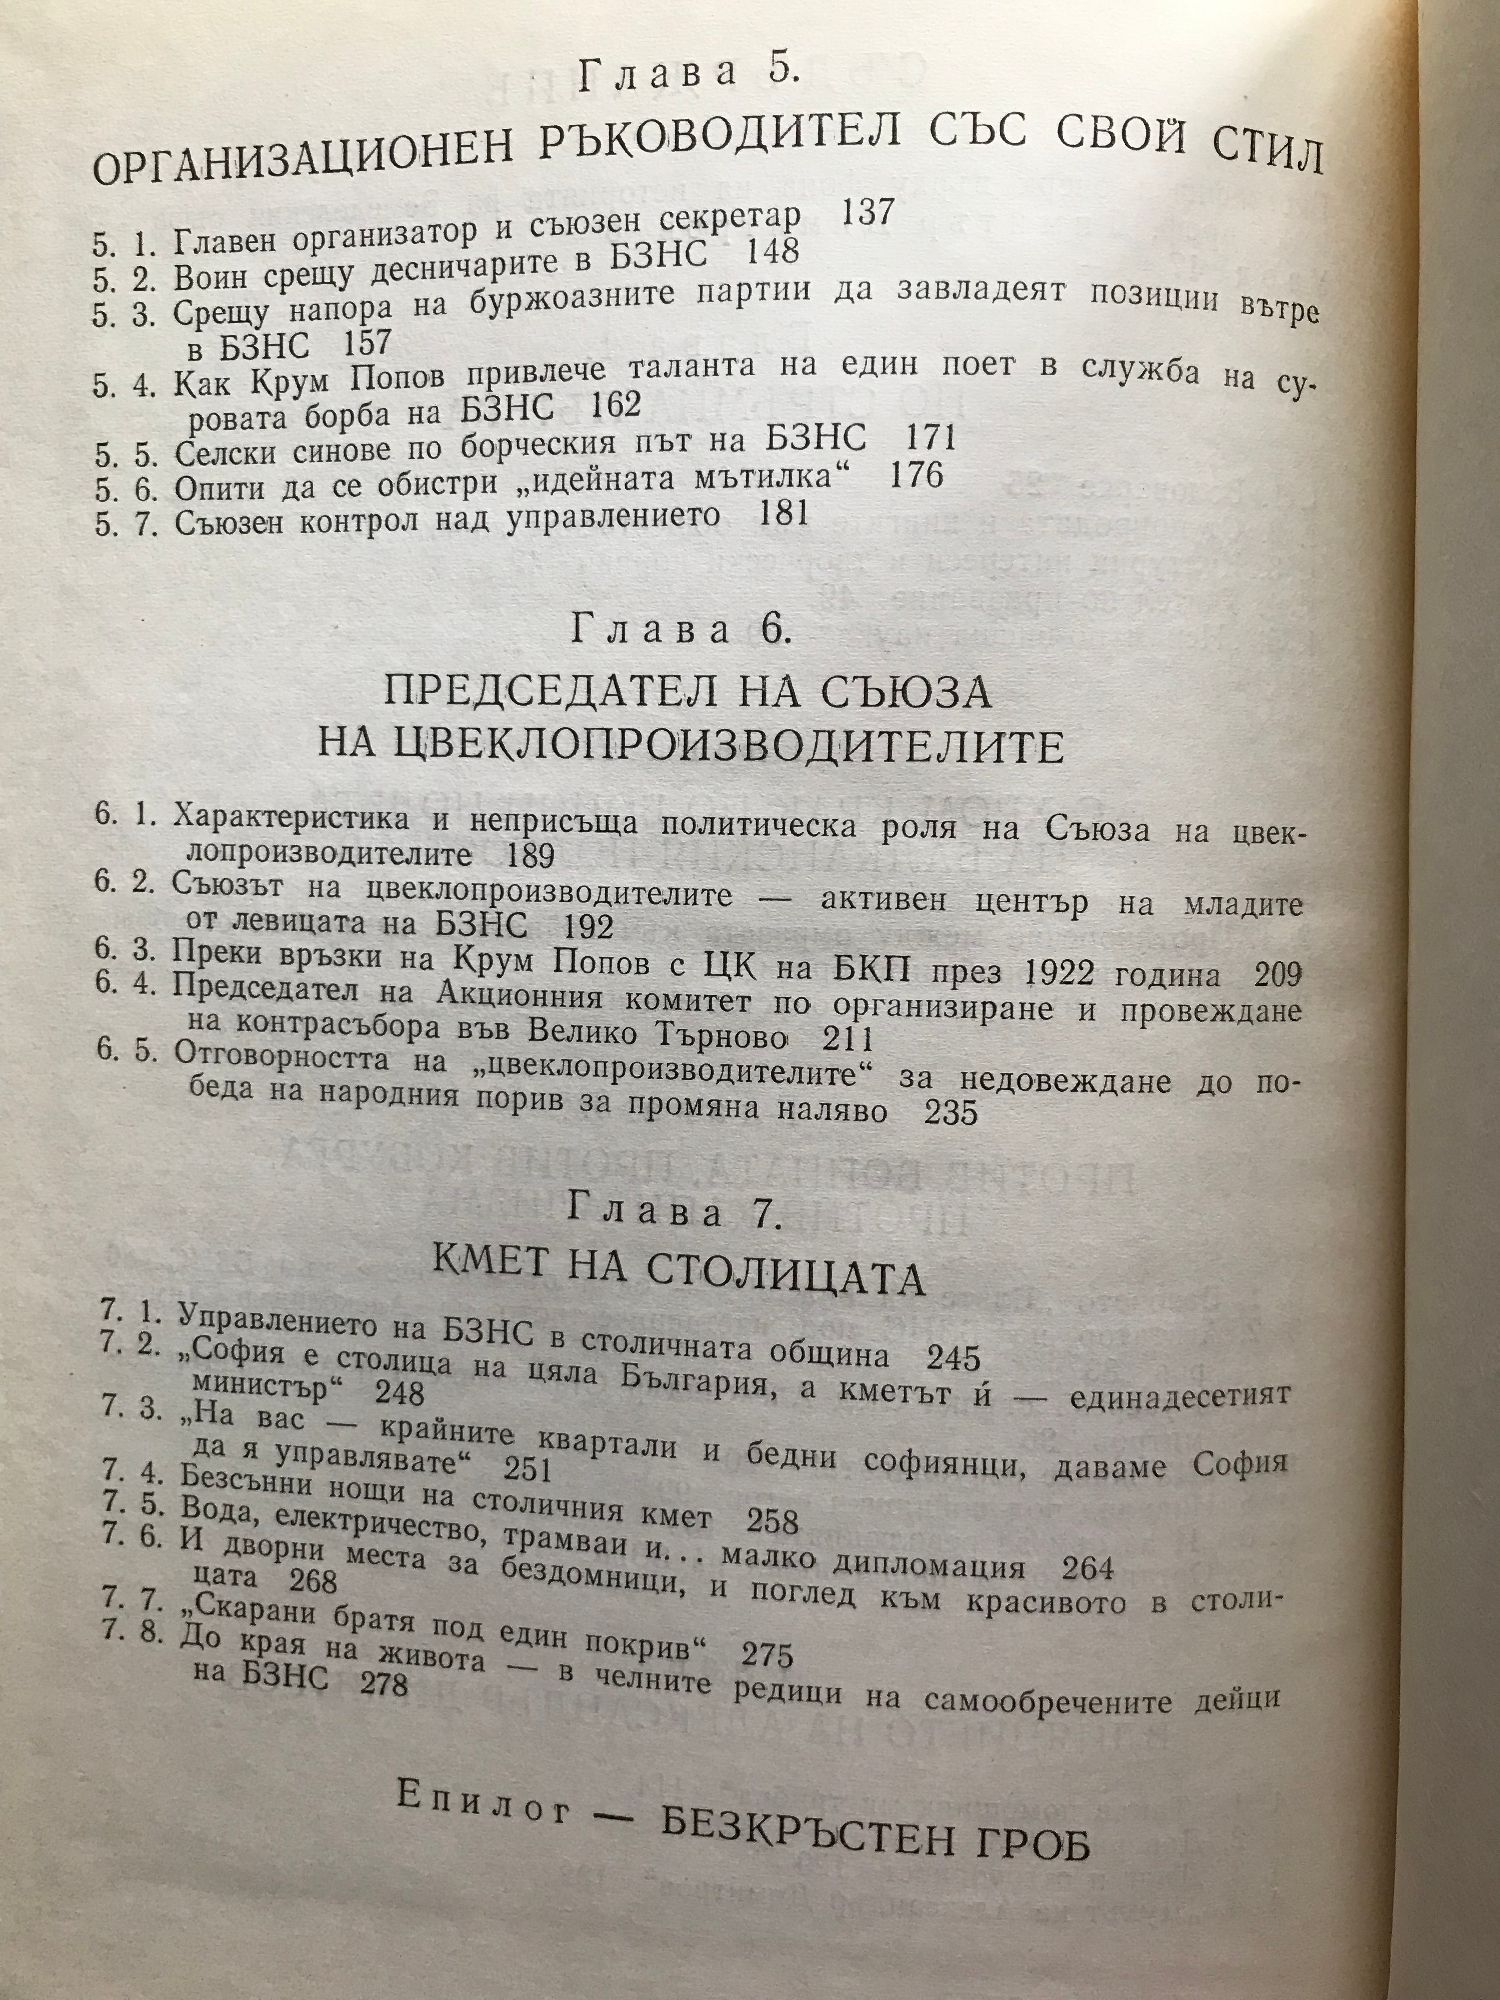 Глава 5.
ОРГАНИЗАЦИОНЕН РЪКОВОДИТЕЛ СЪС СВОЙ СТИЛ
5. 1. Главен организатор и съюзен секретар 137
5. 2. Воин срещу десничарите в БЗНС 148
5. 3. Срещу напора на буржоазните партии да завладеят позиции вътре
в БЗНС 157
5. 4. Как Крум Попов привлече таланта на един поет в служба на су-
ровата борба на БЗНС 162
5. 5. Селски синове по борческия път на БЗНС 171
5. 6. Опити да се обистри „идейната мътилка“ 176
5. 7. Съюзен контрол над управлението 181
Глава 6.
ПРЕДСЕДАТЕЛ НА СЪЮЗА
НА ЦВЕКЛОПРОИЗВОДИТЕЛИТЕ
6. 1. Характеристика и неприсъща политическа роля на Съюза на цвек-
лопроизводителите 189
6. 2. Съюзът на цвеклопроизводителите — активен център на младите
от левицата на БЗНС 192
6. 3. Преки връзки на Крум Попов с ЦК на БКП през 1922 година 209
6. 4. Председател на Акционния комитет по организиране и провеждане
на контрасъбора във Велико Търново 211
6. 5. Отговорността на „цвеклопроизводителите“ за недовеждане до по-
беда на народния порив за промяна наляво 235
Глава 7.
КМЕТ НА СТОЛИЦАТА
7. 1. Управлението на БЗНС в столичната община 245
7. 2. „София е столица на цяла България, а кметът ѝ — единадесетият
министър“ 248
7. 3. „На вас — крайните квартали и бедни софиянци, даваме София
да я управлявате“ 251
7. 4. Безсънни нощи на столичния кмет 258
7. 5. Вода, електричество, трамваи и... малко дипломация 264
7. 6. И дворни места за бездомници, и поглед към красивото в столи-
цата 268
7. 7. „Скарани братя под един покрив“ 275
7. 8. До края на живота — в челните редици на самообречените дейци
на БЗНС 278
Епилог — БЕЗКРЪСТЕН ГРОБ